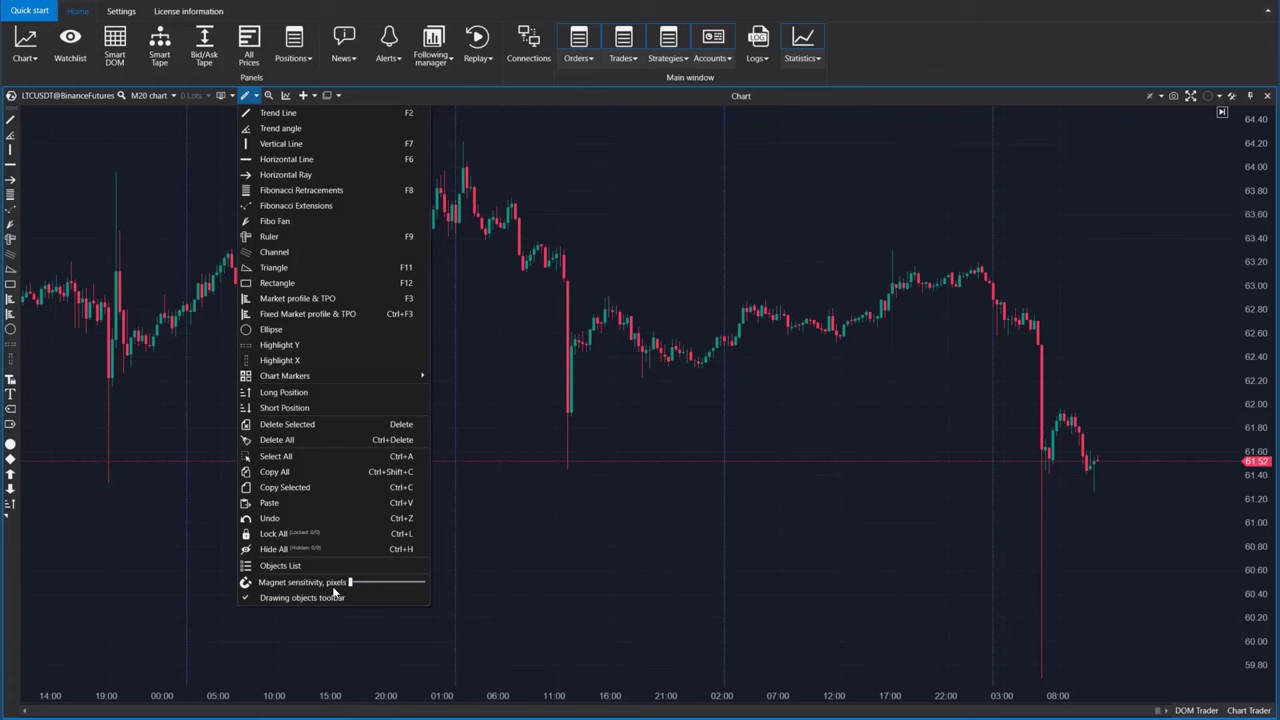 Quick start Home Settings License information
Chart Watchlist Smart DOM Smart Tape Bid/Ask Tape All Prices Positions News Alerts Following manager Replay Connections Orders Trades Strategies Accounts Logs Statistics
Panels Main window
LTCUSDT@BinanceFutures M20 chart 0 Lots Chart
Trend Line F2
Trend angle
Vertical Line F7
Horizontal Line F6
Horizontal Ray
Fibonacci Retracements F8
Fibonacci Extensions
Fibo Fan
Ruler F9
Channel
Triangle F11
Rectangle F12
Market profile & TPO F3
Fixed Market profile & TPO Ctrl+F3
Ellipse
Highlight Y
Highlight X
Chart Markers
Long Position
Short Position
Delete Selected Delete
Delete All Ctrl+Delete
Select All Ctrl+A
Copy All Ctrl+Shift+C
Copy Selected Ctrl+C
Paste Ctrl+V
Undo Ctrl+Z
Lock All (Locked: 0/0) Ctrl+L
Hide All (Hidden: 0/0) Ctrl+H
Objects List
Magnet sensitivity, pixels
Drawing objects toolbar
64.40
64.20
64.00
63.80
63.60
63.40
63.20
63.00
62.80
62.60
62.40
62.20
62.00
61.80
61.60
61.52
61.40
61.20
61.00
60.80
60.60
60.40
60.20
60.00
59.80
14:00 19:00 00:00 05:00 10:00 15:00 20:00 01:00 06:00 11:00 16:00 21:00 02:00 07:00 12:00 17:00 22:00 03:00 08:00
DOM Trader Chart Trader